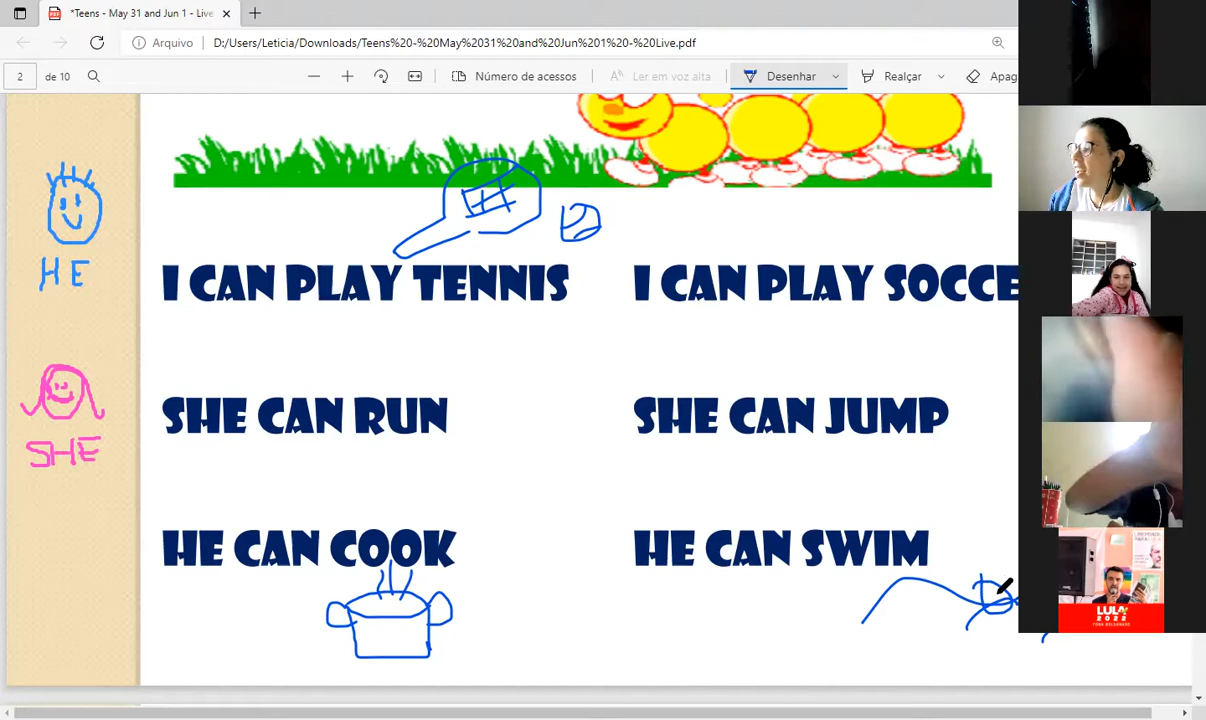 *Teens - May 31 and Jun 1 - Live
Arquivo D:/Users/Leticia/Downloads/Teens%20-%20May%2031%20and%20Jun%201%20-%20Live.pdf
2 de 10 Número de acessos Ler em voz alta Desenhar Realçar Apag
HE
SHE
I CAN PLAY TENNIS I CAN PLAY SOCCE
SHE CAN RUN SHE CAN JUMP
HE CAN COOK HE CAN SWIM
LULA
2022